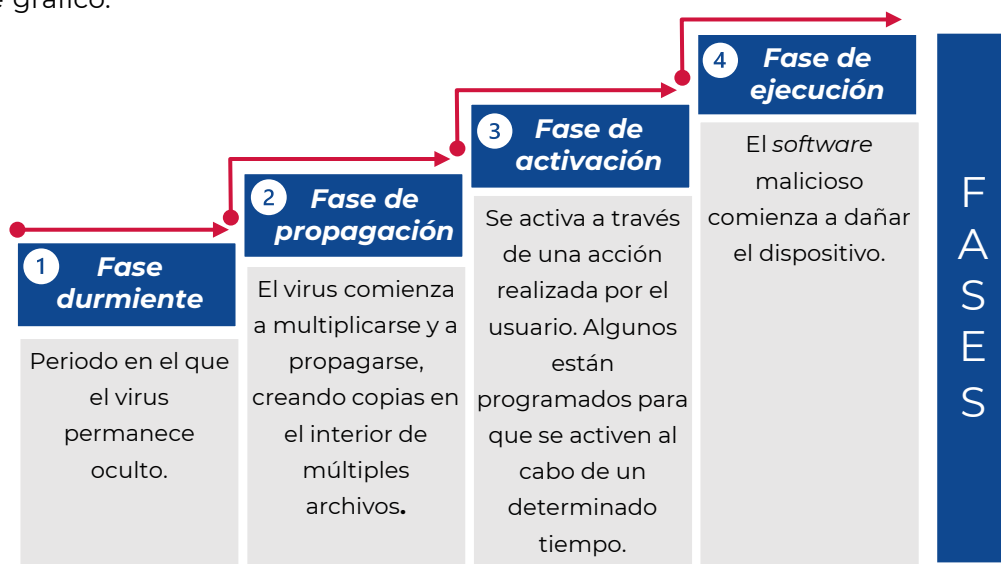 e gráfico.
1 Fase
durmiente
Periodo en el que
el virus
permanece
oculto.
2 Fase de
propagación
El virus comienza
a multiplicarse y a
propagarse,
creando copias en
el interior de
múltiples
archivos.
3 Fase de
activación
Se activa a través
de una acción
realizada por el
usuario. Algunos
están
programados para
que se activen al
cabo de un
determinado
tiempo.
4 Fase de
ejecución
El software
malicioso
comienza a dañar
el dispositivo.
FASES